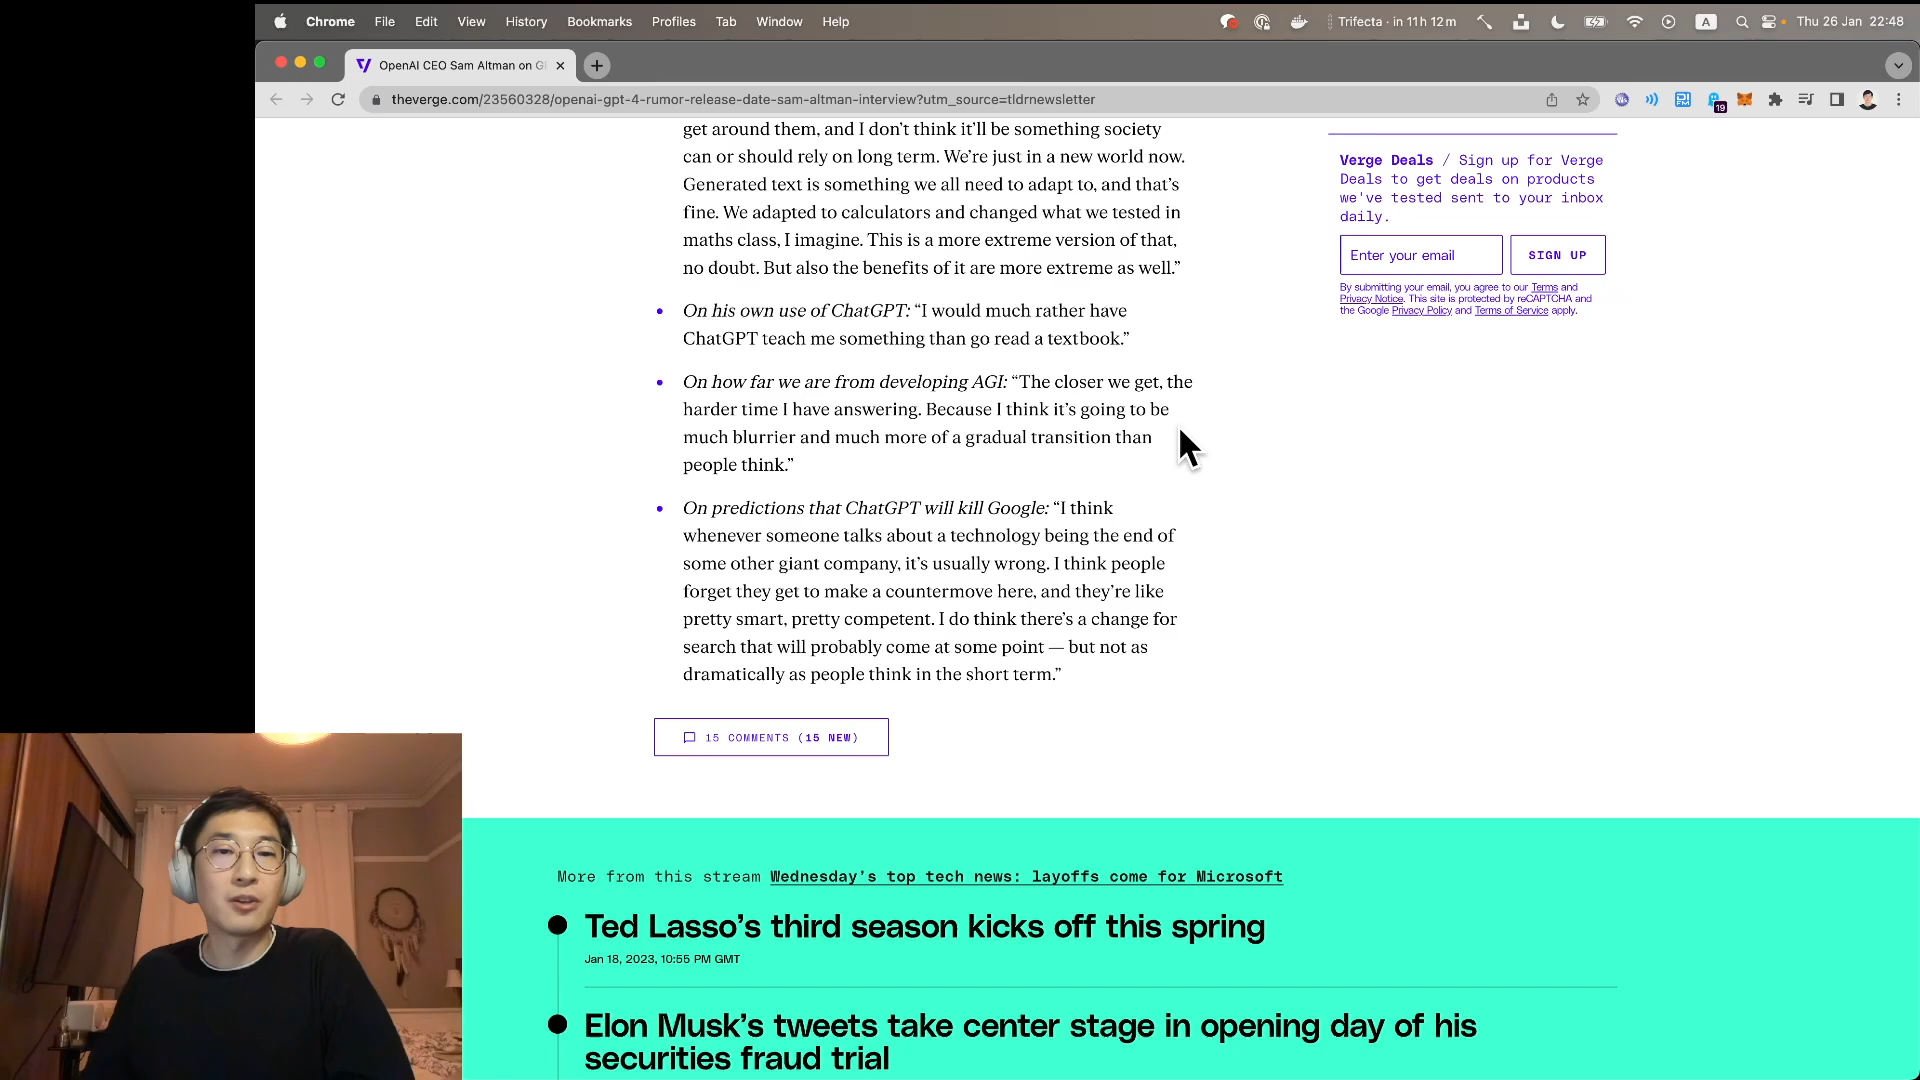 Chrome File Edit View History Bookmarks Profiles Tab Window Help
Trifecta · in 11h 12m A Thu 26 Jan 22:48
OpenAI CEO Sam Altman on G
theverge.com/23560328/openai-gpt-4-rumor-release-date-sam-altman-interview?utm_source=tldrnewsletter
19
get around them, and I don’t think it’ll be something society
can or should rely on long term. We’re just in a new world now.
Generated text is something we all need to adapt to, and that’s
fine. We adapted to calculators and changed what we tested in
maths class, I imagine. This is a more extreme version of that,
no doubt. But also the benefits of it are more extreme as well.”
On his own use of ChatGPT: “I would much rather have
ChatGPT teach me something than go read a textbook.”
On how far we are from developing AGI: “The closer we get, the
harder time I have answering. Because I think it’s going to be
much blurrier and much more of a gradual transition than
people think.”
On predictions that ChatGPT will kill Google: “I think
whenever someone talks about a technology being the end of
some other giant company, it’s usually wrong. I think people
forget they get to make a countermove here, and they’re like
pretty smart, pretty competent. I do think there’s a change for
search that will probably come at some point — but not as
dramatically as people think in the short term.”
15 COMMENTS (15 NEW)
Verge Deals / Sign up for Verge
Deals to get deals on products
we've tested sent to your inbox
daily.
Enter your email
SIGN UP
By submitting your email, you agree to our Terms and
Privacy Notice. This site is protected by reCAPTCHA and
the Google Privacy Policy and Terms of Service apply.
More from this stream Wednesday’s top tech news: layoffs come for Microsoft
Ted Lasso’s third season kicks off this spring
Jan 18, 2023, 10:55 PM GMT
Elon Musk’s tweets take center stage in opening day of his
securities fraud trial